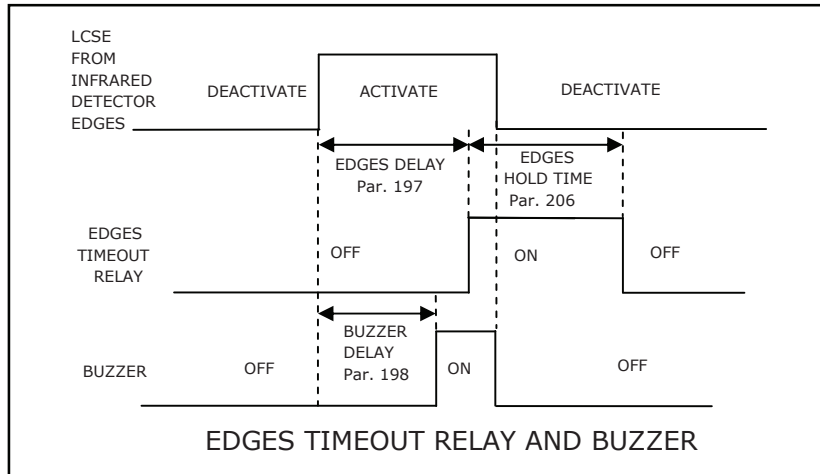 LCSE
FROM
INFRARED
DETECTOR
EDGES
DEACTIVATE
ACTIVATE
DEACTIVATE
EDGES DELAY
Par. 197
EDGES
HOLD TIME
Par. 206
EDGES
TIMEOUT
RELAY
OFF
ON
OFF
BUZZER
DELAY
Par. 198
BUZZER
OFF
ON
OFF
EDGES TIMEOUT RELAY AND BUZZER